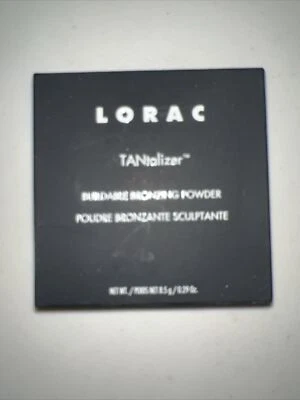 LORAC
TANtalizer™
BUILDABLE BRONZING POWDER
POUDRE BRONZANTE SCULPTANTE
NET WT. / POIDS NET 8.5 g / 0.29 Oz.